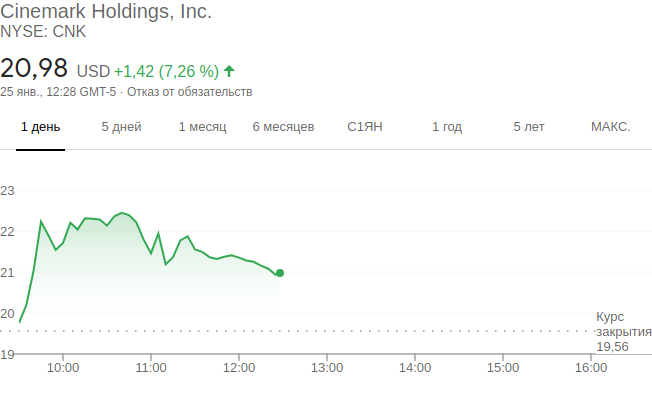 Cinemark Holdings, Inc.
NYSE: CNK
20,98 USD +1,42 (7,26 %)
25 янв., 12:28 GMT-5 · Отказ от обязательств
1 день 5 дней 1 месяц 6 месяцев С1ЯН 1 год 5 лет МАКС.
23
22
21
20
Курс
закрытия
19,56
19
10:00 11:00 12:00 13:00 14:00 15:00 16:00